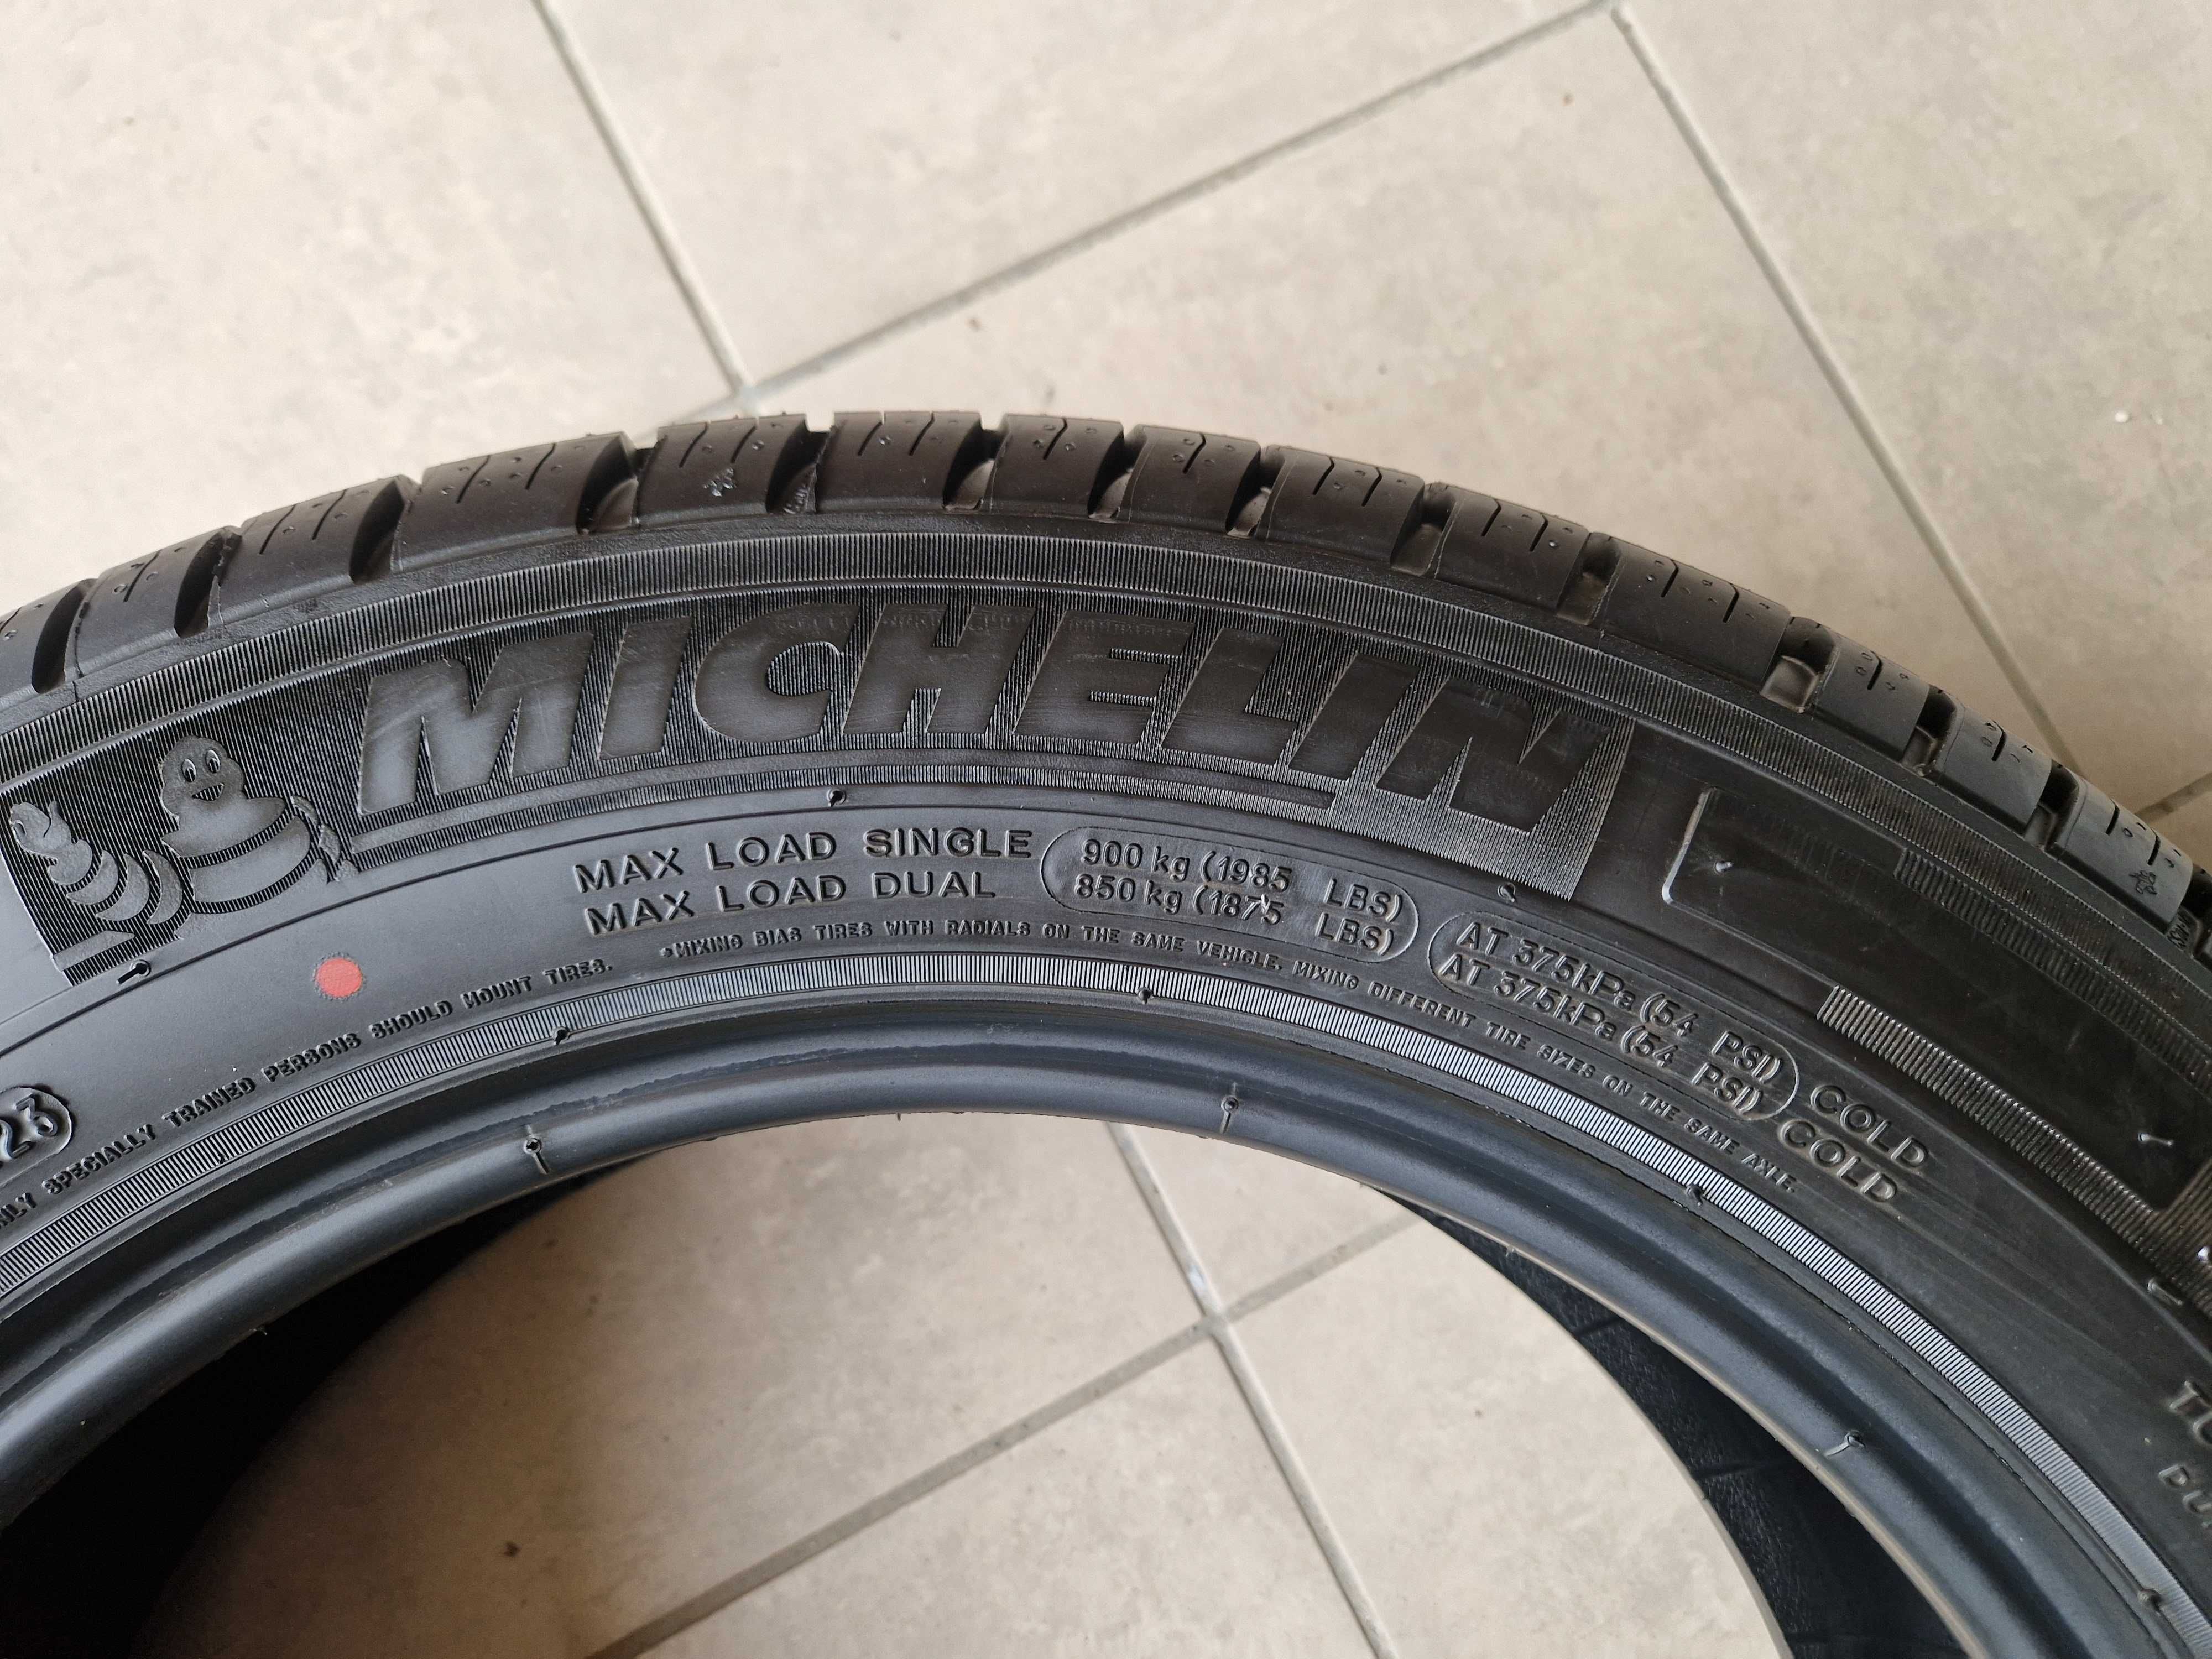 MICHELIN
MAX LOAD SINGLE 900 kg (1985 LBS) AT 375kPa (54 PSI) COLD
MAX LOAD DUAL 850 kg (1875 LBS) AT 375kPa (54 PSI) COLD
SPECIALLY TRAINED PERSONS SHOULD MOUNT TIRES. *MIXING BIAS TIRES WITH RADIALS ON THE SAME VEHICLE. MIXING DIFFERENT TIRE SIZES ON THE SAME AXLE.
23